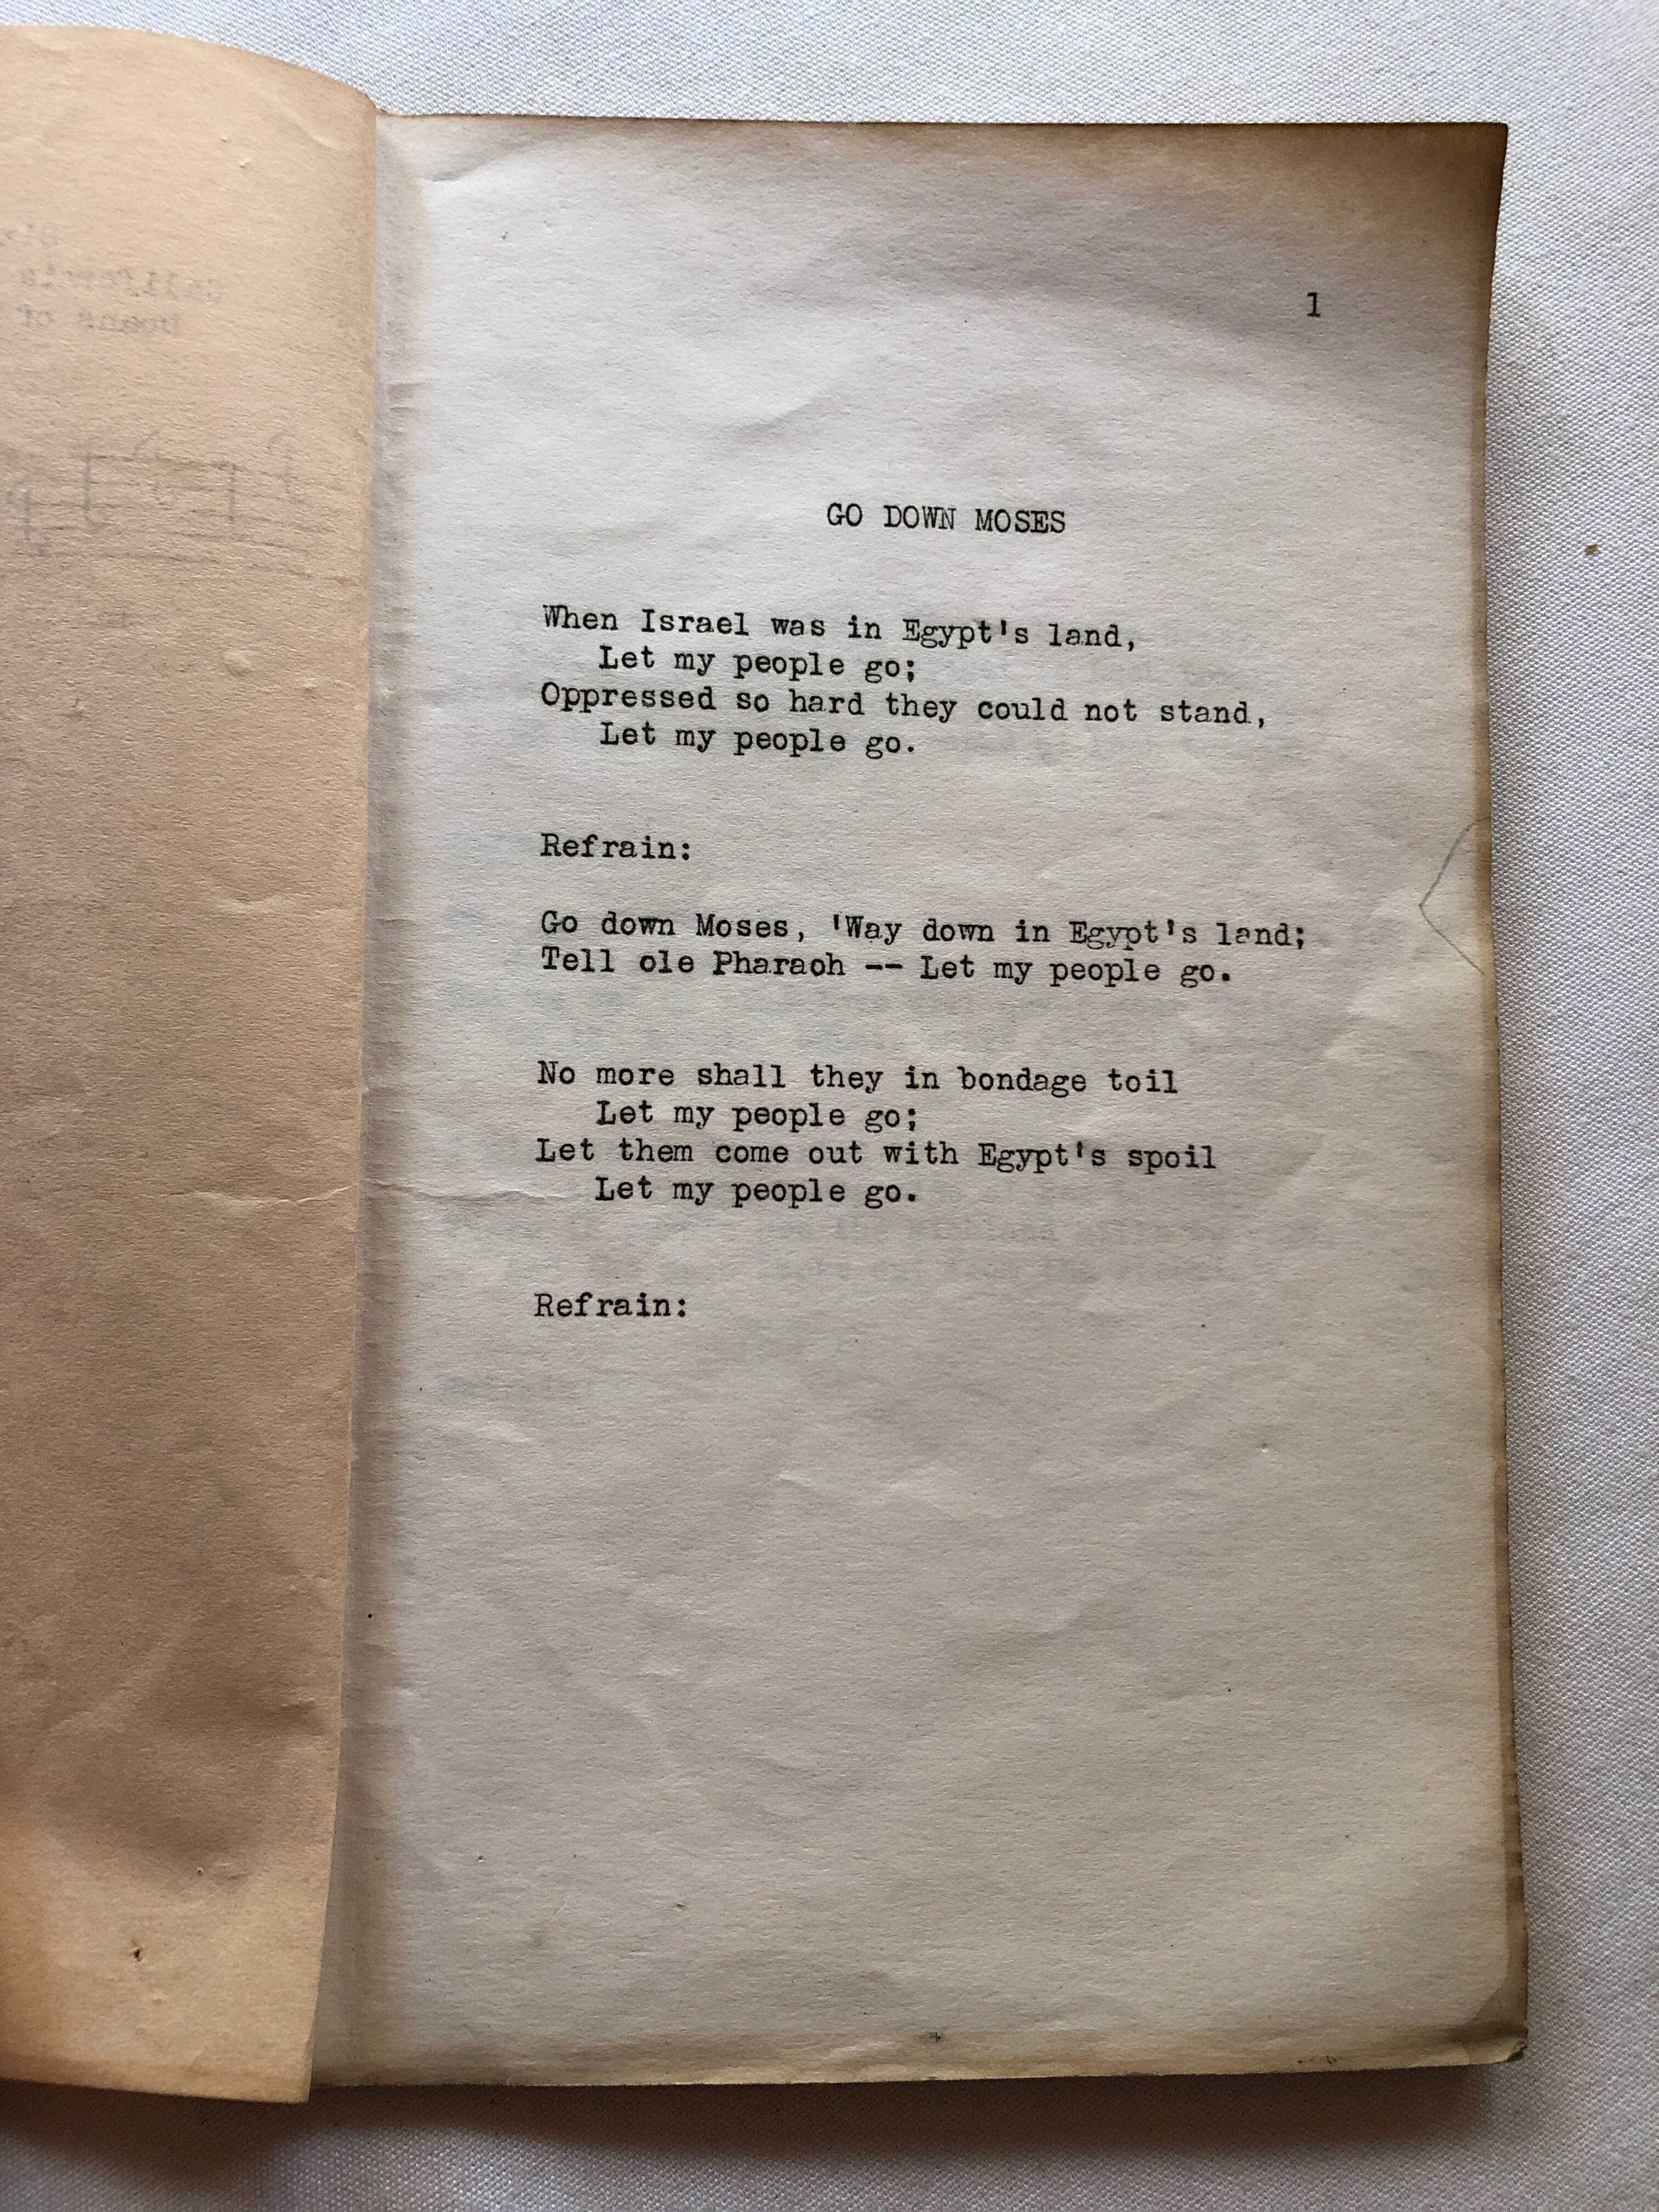 1
GO DOWN MOSES
When Israel was in Egypt's land,
Let my people go;
Oppressed so hard they could not stand,
Let my people go.
Refrain:
Go down Moses, 'Way down in Egypt's land;
Tell ole Pharaoh -- Let my people go.
No more shall they in bondage toil
Let my people go;
Let them come out with Egypt's spoil
Let my people go.
Refrain: